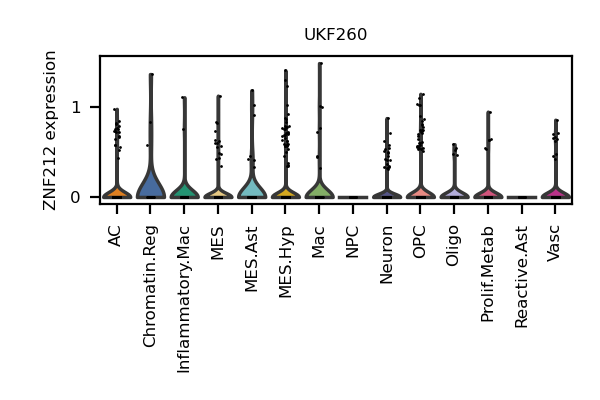 UKF260
ZNF212 expression
1
0
AC
Chromatin.Reg
Inflammatory.Mac
MES
MES.Ast
MES.Hyp
Mac
NPC
Neuron
OPC
Oligo
Prolif.Metab
Reactive.Ast
Vasc